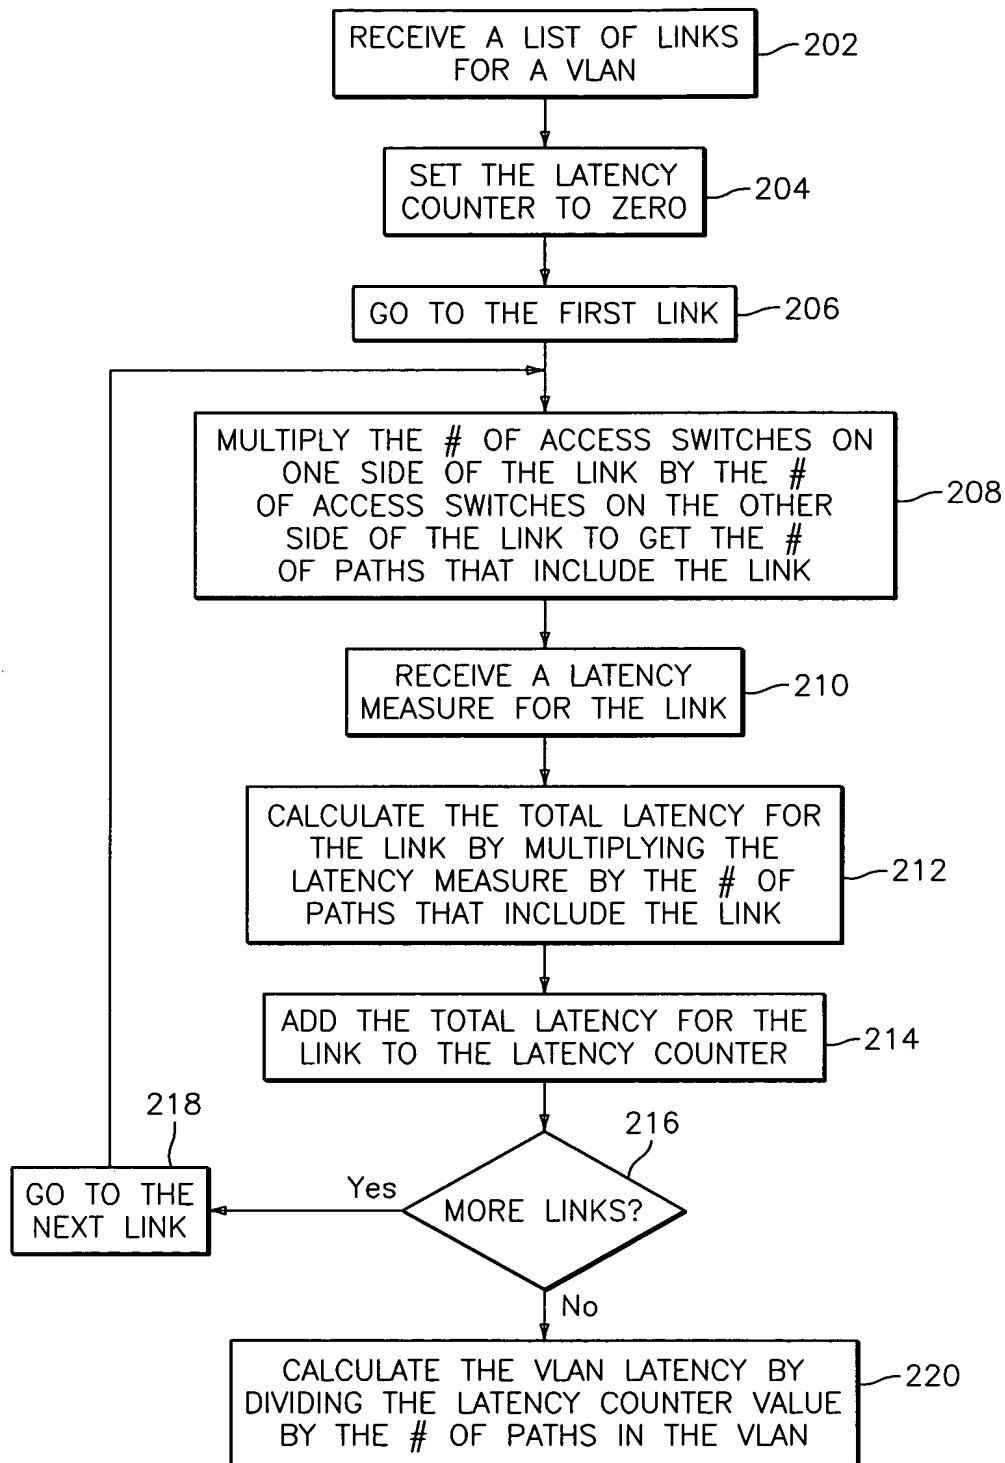 RECEIVE A LIST OF LINKS
FOR A VLAN
202
SET THE LATENCY
COUNTER TO ZERO
204
GO TO THE FIRST LINK
206
MULTIPLY THE # OF ACCESS SWITCHES ON
ONE SIDE OF THE LINK BY THE #
OF ACCESS SWITCHES ON THE OTHER
SIDE OF THE LINK TO GET THE #
OF PATHS THAT INCLUDE THE LINK
208
RECEIVE A LATENCY
MEASURE FOR THE LINK
210
CALCULATE THE TOTAL LATENCY FOR
THE LINK BY MULTIPLYING THE
LATENCY MEASURE BY THE # OF
PATHS THAT INCLUDE THE LINK
212
ADD THE TOTAL LATENCY FOR THE
LINK TO THE LATENCY COUNTER
214
216
MORE LINKS?
Yes
218
GO TO THE
NEXT LINK
No
CALCULATE THE VLAN LATENCY BY
DIVIDING THE LATENCY COUNTER VALUE
BY THE # OF PATHS IN THE VLAN
220